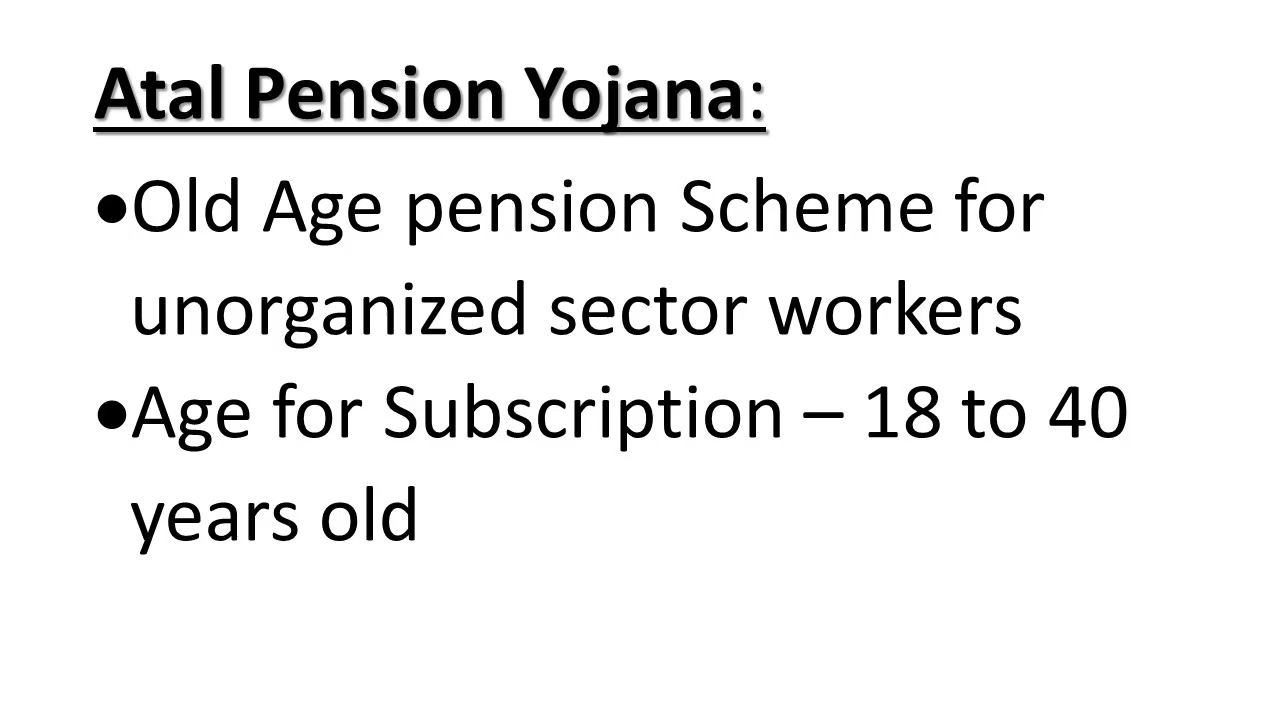 Atal Pension Yojana:
•Old Age pension Scheme for
unorganized sector workers
•Age for Subscription – 18 to 40
years old